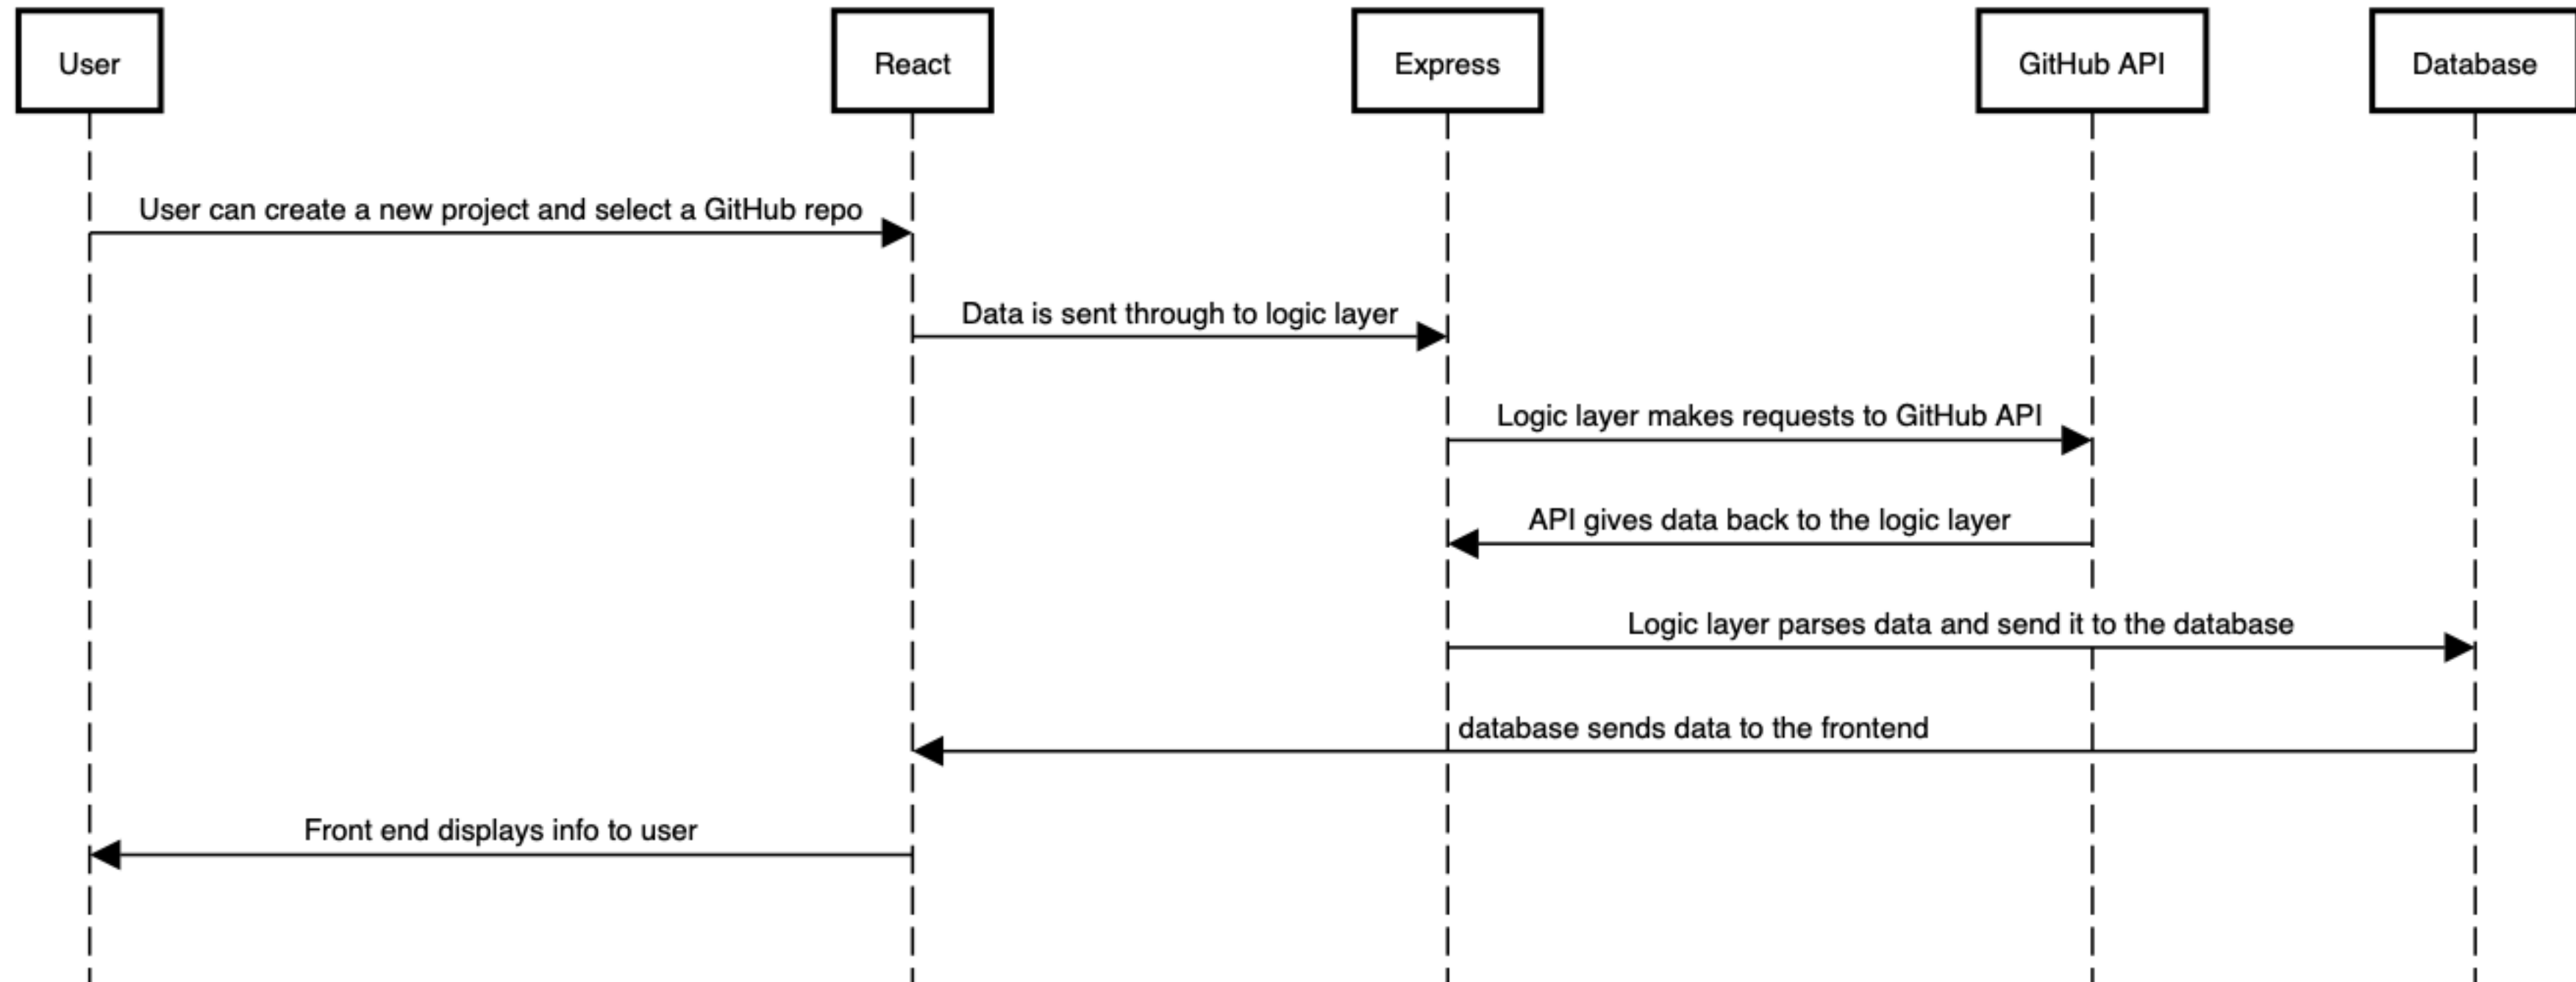 User
React
Express
GitHub API
Database
User can create a new project and select a GitHub repo
Data is sent through to logic layer
Logic layer makes requests to GitHub API
API gives data back to the logic layer
Logic layer parses data and send it to the database
database sends data to the frontend
Front end displays info to user